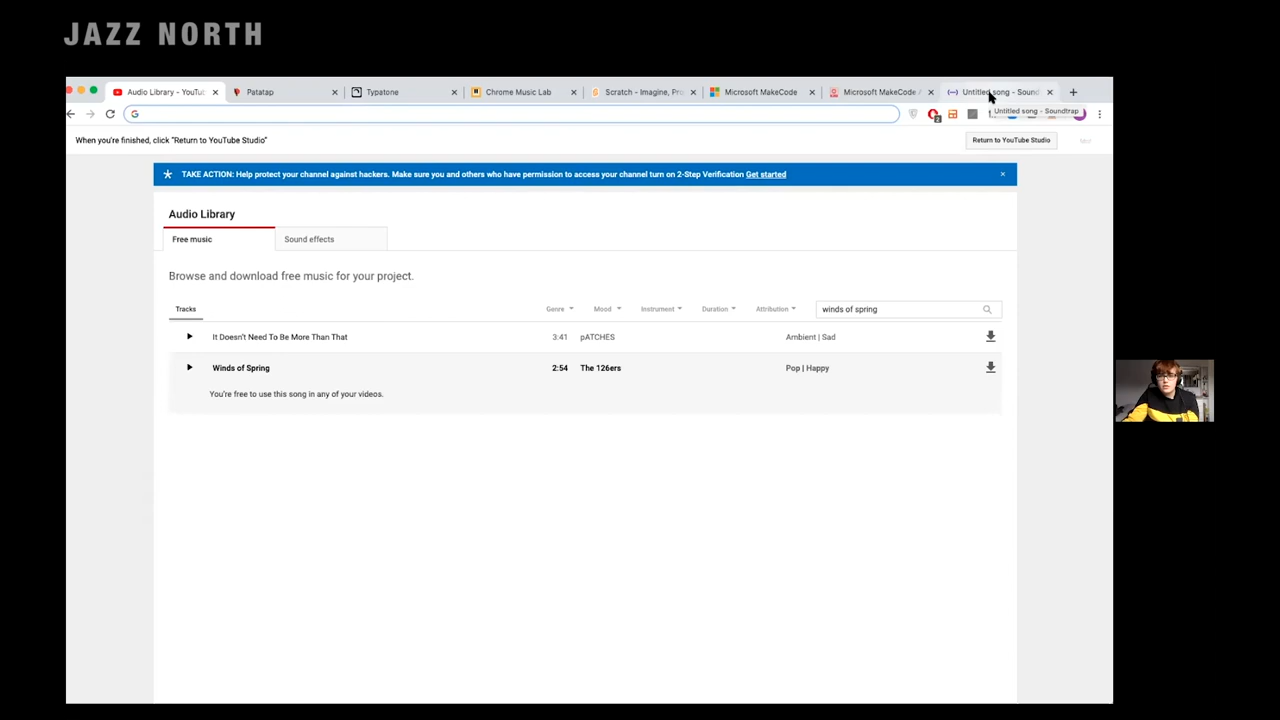 JAZZ NORTH
Audio Library - YouTu
Patatap
Typatone
Chrome Music Lab
Scratch - Imagine, Pro
Microsoft MakeCode
Microsoft MakeCode
Untitled song - Sound
Untitled song - Soundtrap
When you're finished, click "Return to YouTube Studio"
Return to YouTube Studio
TAKE ACTION: Help protect your channel against hackers. Make sure you and others who have permission to access your channel turn on 2-Step Verification Get started
Audio Library
Free music
Sound effects
Browse and download free music for your project.
Tracks
Genre
Mood
Instrument
Duration
Attribution
winds of spring
It Doesn't Need To Be More Than That
3:41
pATCHES
Ambient | Sad
Winds of Spring
2:54
The 126ers
Pop | Happy
You're free to use this song in any of your videos.